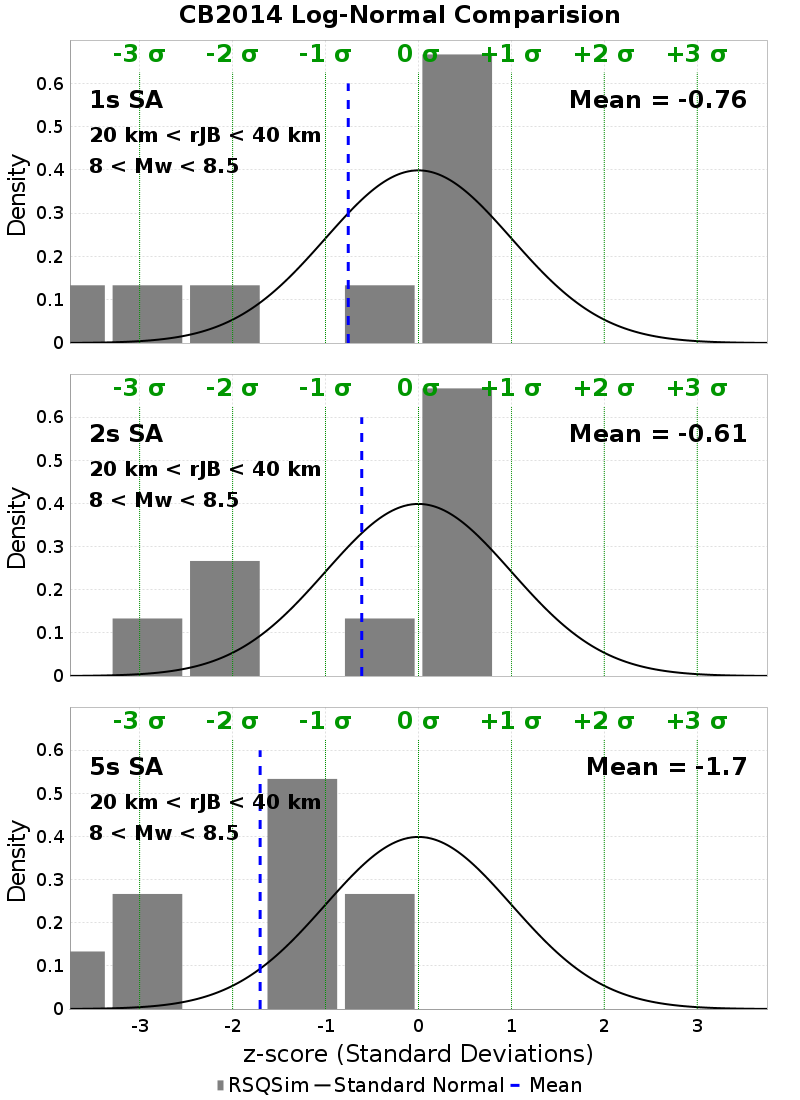 CB2014 Log-Normal Comparision
-3 σ -2 σ -1 σ 0 σ +1 σ +2 σ +3 σ
1s SA
Mean = -0.76
20 km < rJB < 40 km
8 < Mw < 8.5
Density
0.6
0.5
0.4
0.3
0.2
0.1
0
-3 σ -2 σ -1 σ 0 σ +1 σ +2 σ +3 σ
2s SA
Mean = -0.61
20 km < rJB < 40 km
8 < Mw < 8.5
Density
0.6
0.5
0.4
0.3
0.2
0.1
0
-3 σ -2 σ -1 σ 0 σ +1 σ +2 σ +3 σ
5s SA
Mean = -1.7
20 km < rJB < 40 km
8 < Mw < 8.5
Density
0.6
0.5
0.4
0.3
0.2
0.1
0
-3 -2 -1 0 1 2 3
z-score (Standard Deviations)
RSQSim Standard Normal Mean